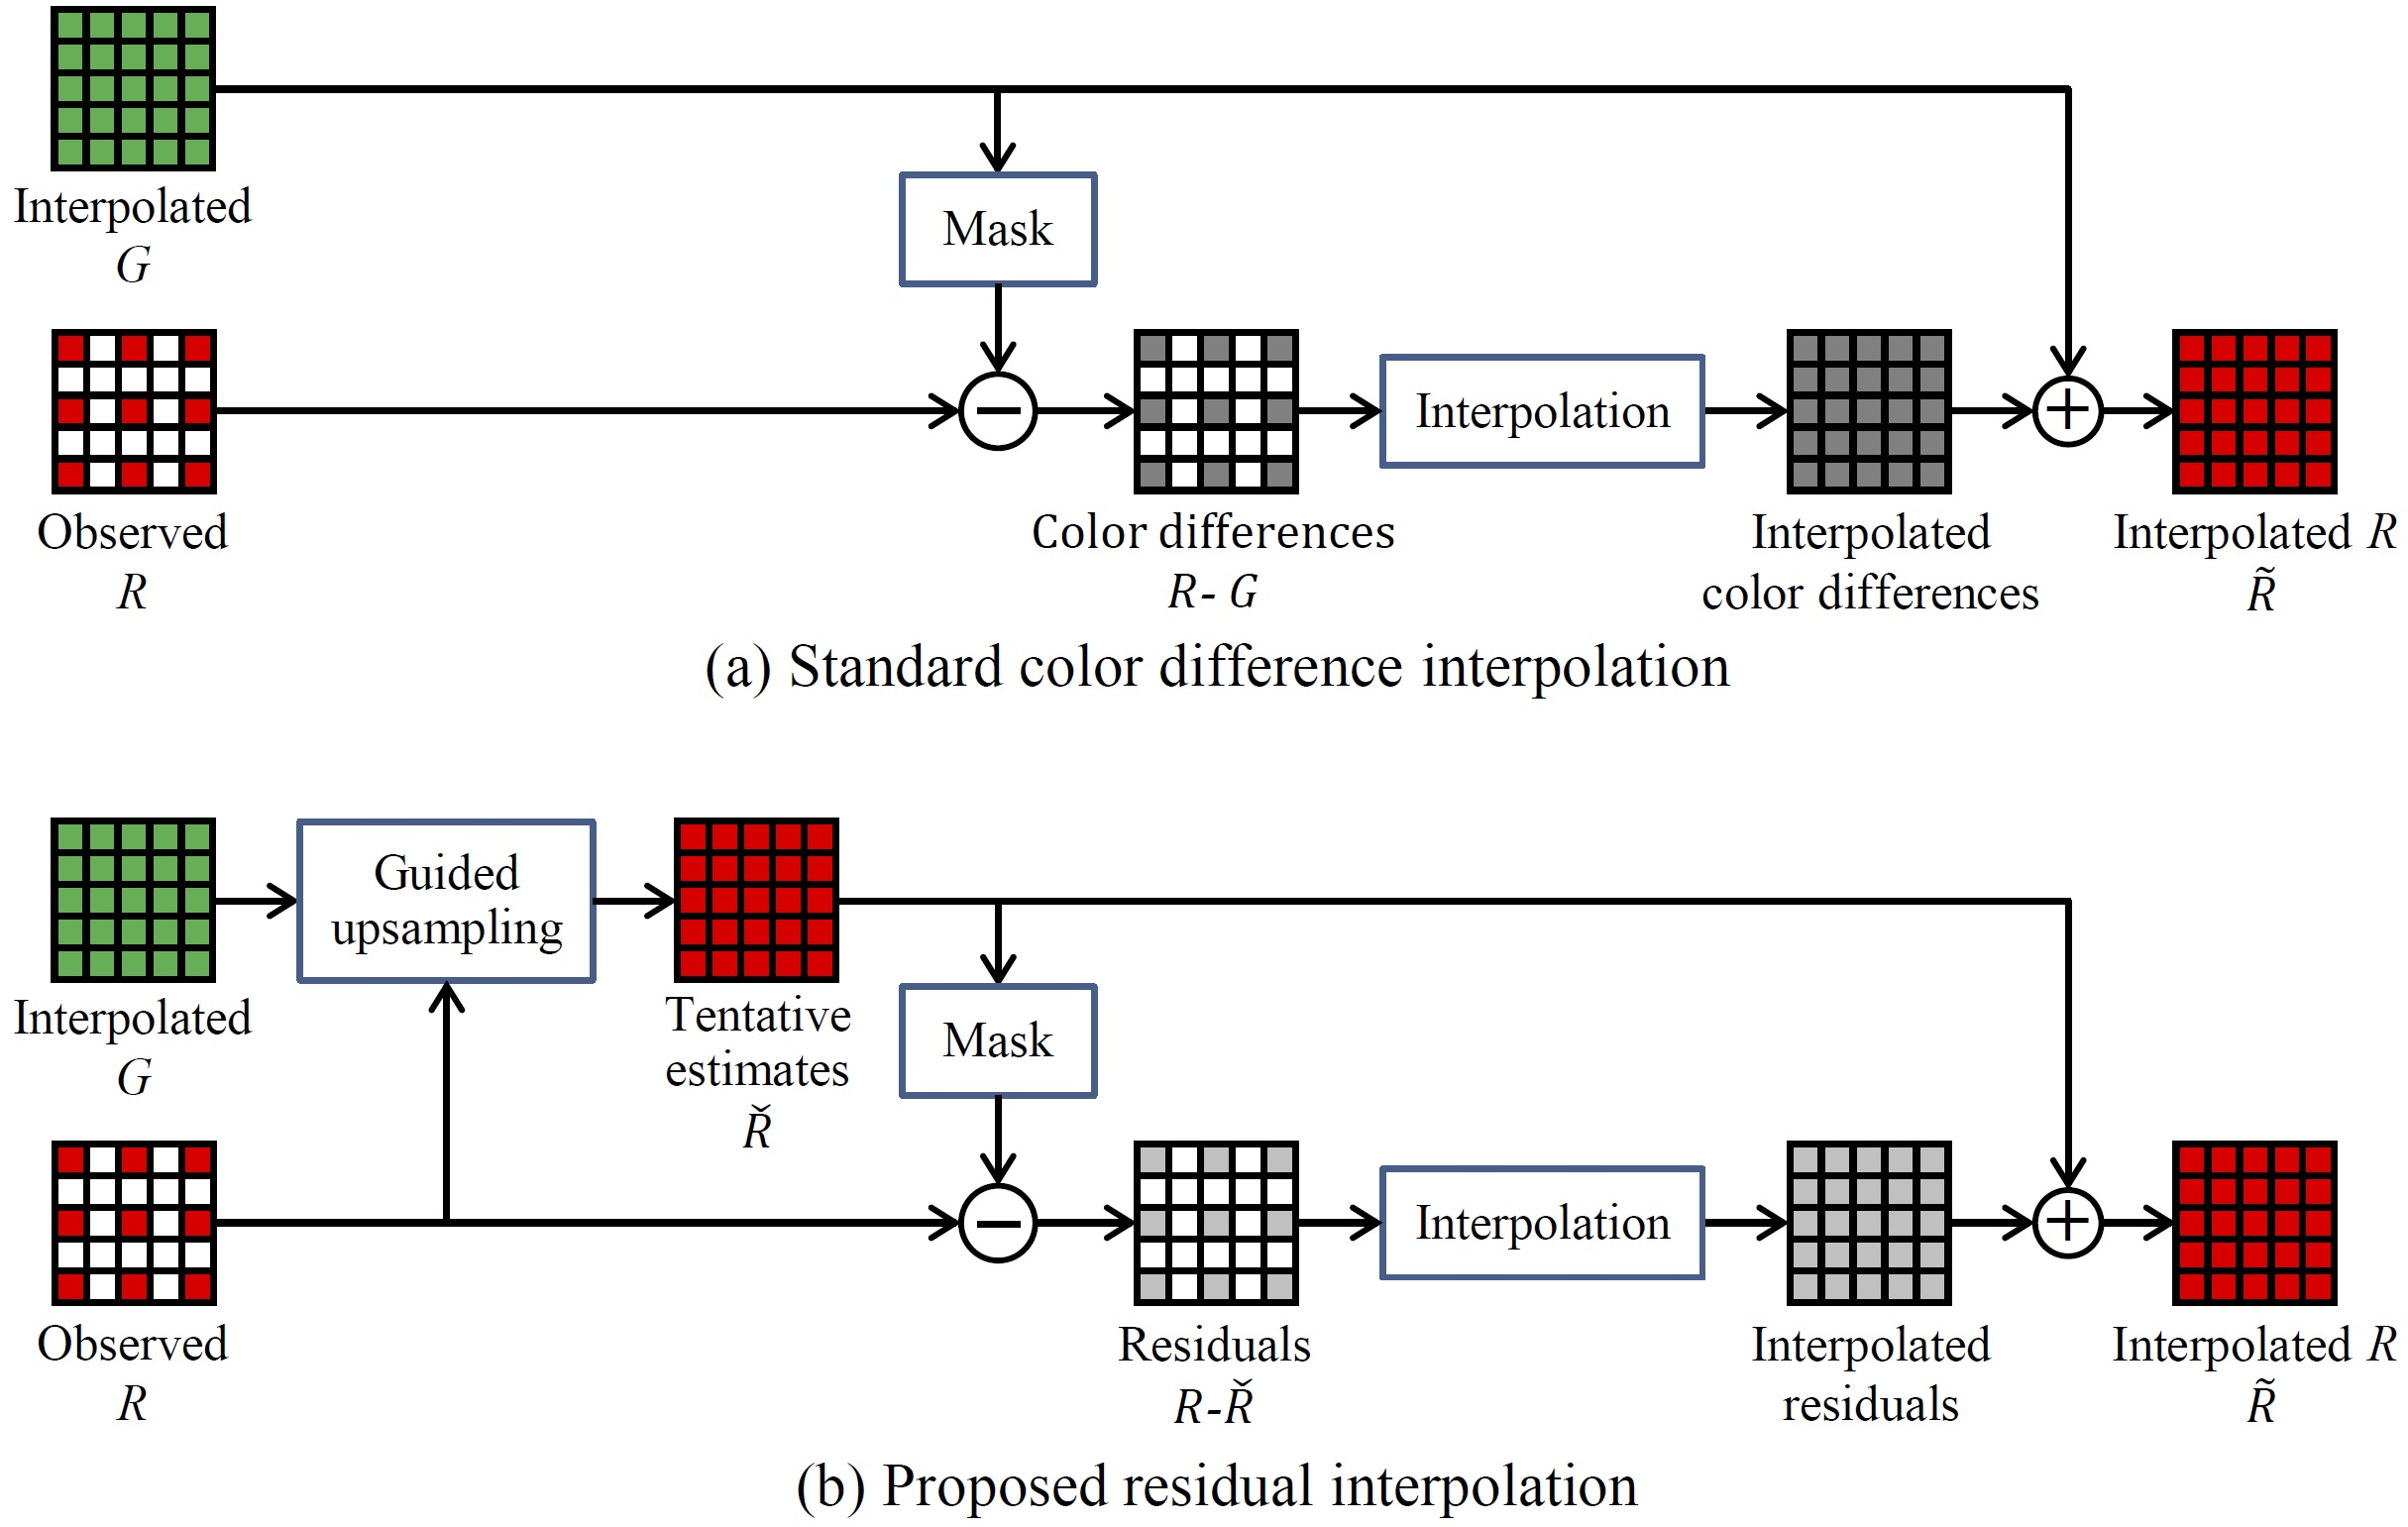 Interpolated
G
Mask
Observed
R
−
Color differences
R- G
Interpolation
Interpolated
color differences
+
Interpolated R
R̃
(a) Standard color difference interpolation
Interpolated
G
Guided
upsampling
Tentative
estimates
Ř
Mask
Observed
R
−
Residuals
R-Ř
Interpolation
Interpolated
residuals
+
Interpolated R
R̃
(b) Proposed residual interpolation